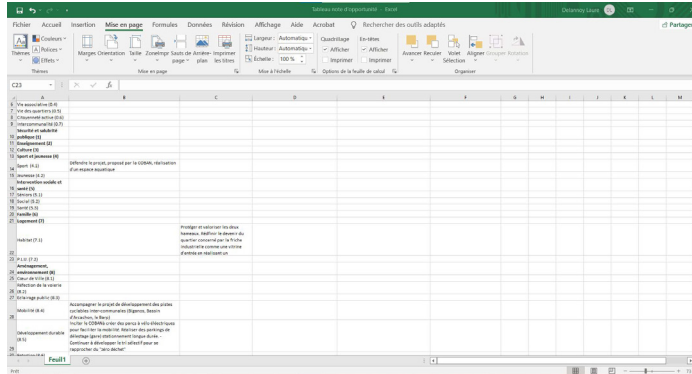 Tableau mine d'opportunité - Excel
Delannoy Laure
Fichier Accueil Insertion Mise en page Formules Données Révision Affichage Aide Acrobat Rechercher des outils adaptés Partager
Thèmes Couleurs Polices Effets
Marges Orientation Taille ZoneImpr Sauts de page Arrière-plan Imprimer les titres
Largeur : Automatique
Hauteur : Automatique
Échelle : 100 %
Quadrillage En-têtes
Afficher Afficher
Imprimer Imprimer
Avancer Reculer Volet Sélection Aligner Grouper Rotation
Thèmes Mise en page Mise à l'échelle Options de la feuille de calcul Organiser
C23 fx
A B C D E F G H I J K L M
6 Vie associative (0.4)
7 Vie des quartiers (0.5)
8 Citoyenneté active (0.6)
9 Intercommunalité (0.7)
Sécurité et salubrité
10 publique (1)
11 Enseignement (2)
12 Culture (3)
13 Sport et jeunesse (4)
14 Sport (4.1) Défendre le projet, proposé par la COBAN, réalisation
d'un espace aquatique
15 Jeunesse (4.2)
Intervention sociale et
16 santé (5)
17 Séniors (5.1)
18 Social (5.2)
19 Santé (5.3)
20 Famille (6)
21 Logement (7)
22 Habitat (7.1) Protéger et valoriser les deux
hameaux. Redéfinir le devenir du
quartier concerné par la friche
industrielle comme une vitrine
d'entrée en réalisant un
23 P.L.U. (7.2)
Aménagement,
24 environnement (8)
25 Cœur de Ville (8.1)
Réfection de la voierie
26 (8.2)
27 Eclairage public (8.3)
28 Mobilité (8.4) Accompagner le projet de développement des pistes
cyclables inter-communales (Biganos, Bassin
d'Arcachon, le Barp)
29 Développement durable
(8.5) Inciter la COBAN à créer des parcs à vélo éléectriques
pour faciliter la mobilité. Réaliser des parkings de
délestage (gare) stationnement longue durée. -
Continuer à développer le tri sélectif pour se
rapprocher du "zéro déchet"
Feuil1
Prêt